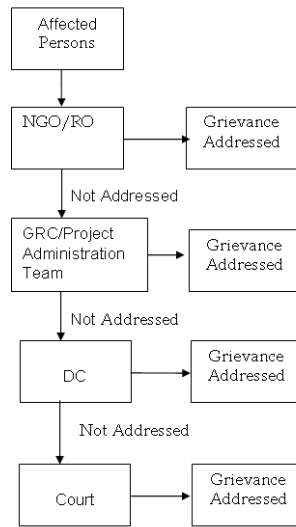 Affected
Persons
NGO/RO
Grievance
Addressed
Not Addressed
GRC/Project
Administration
Team
Grievance
Addressed
Not Addressed
DC
Grievance
Addressed
Not Addressed
Court
Grievance
Addressed